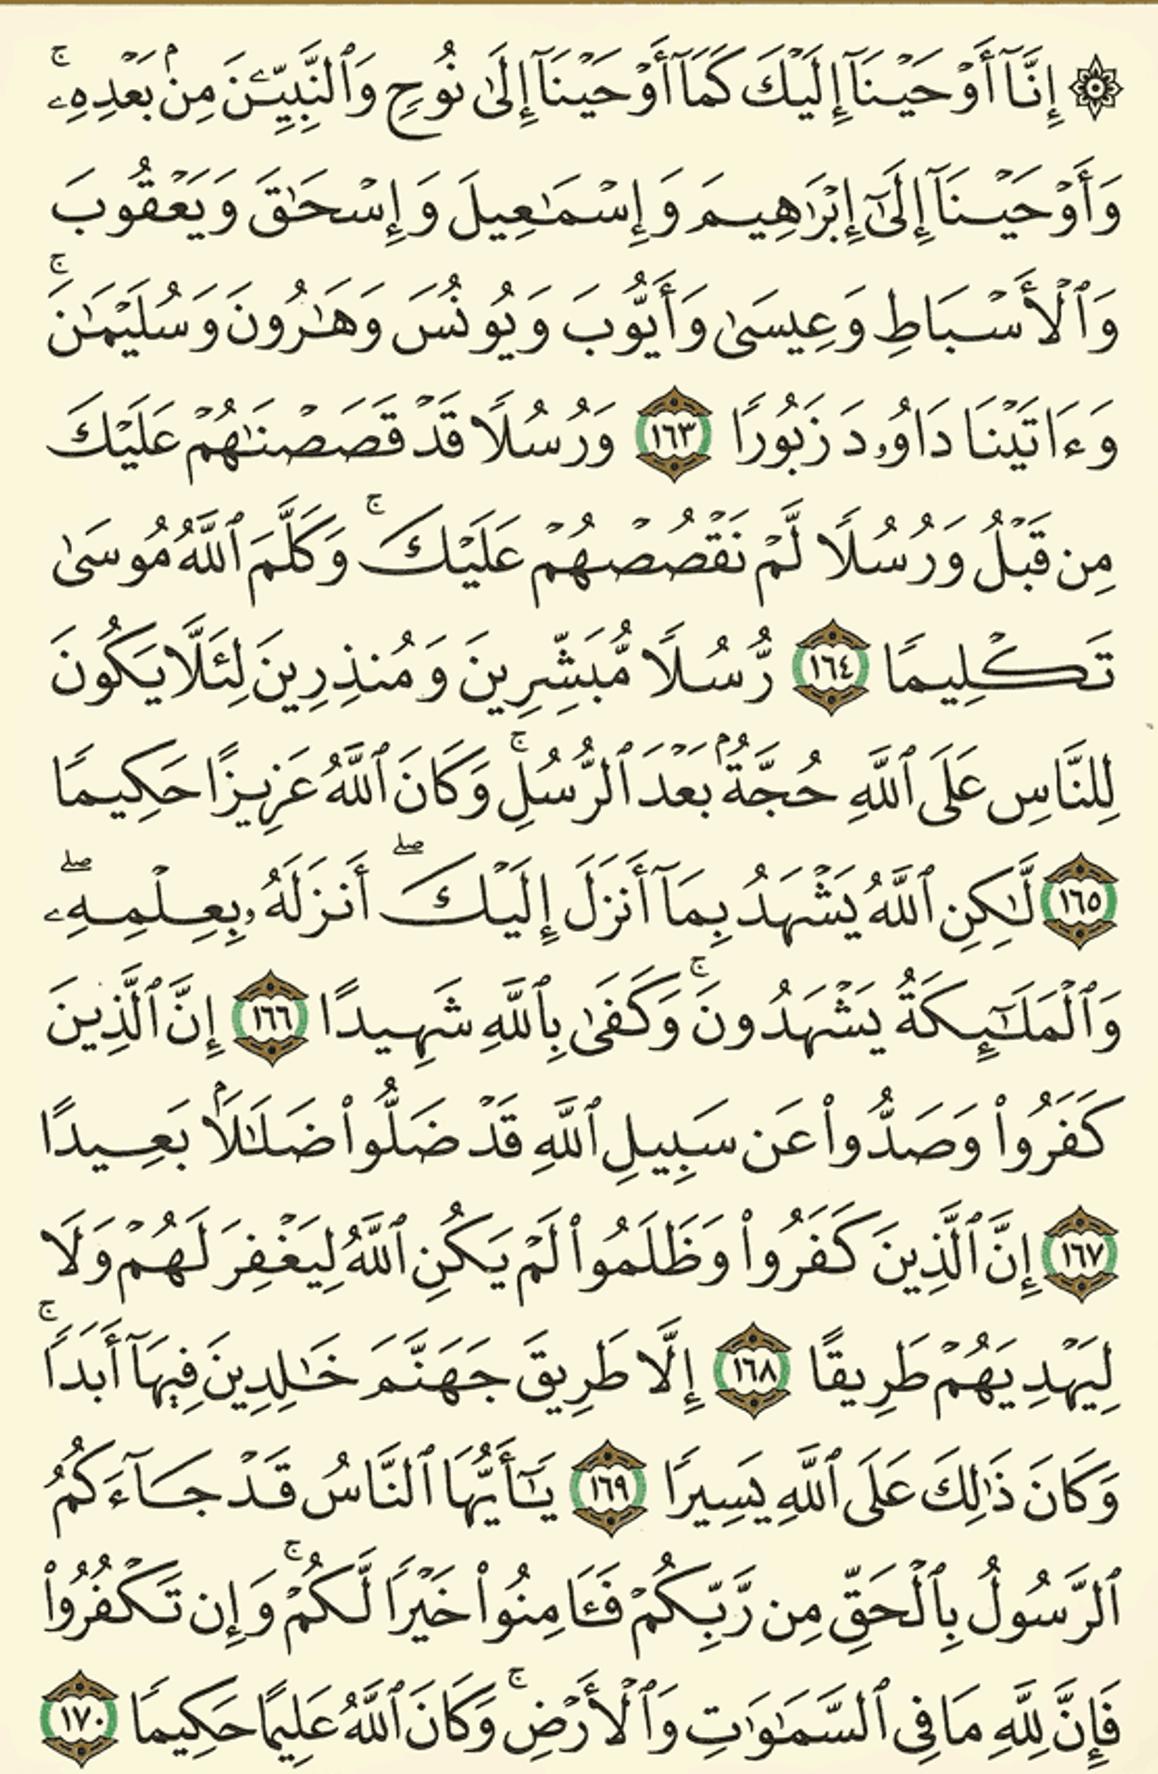 ۞ إِنَّآ أَوْحَيْنَآ إِلَيْكَ كَمَآ أَوْحَيْنَآ إِلَىٰ نُوحٍ وَٱلنَّبِيِّـۧنَ مِنۢ بَعْدِهِۦ ۚ
وَأَوْحَيْنَآ إِلَىٰٓ إِبْرَٰهِيمَ وَإِسْمَـٰعِيلَ وَإِسْحَـٰقَ وَيَعْقُوبَ
وَٱلْأَسْبَاطِ وَعِيسَىٰ وَأَيُّوبَ وَيُونُسَ وَهَـٰرُونَ وَسُلَيْمَـٰنَ ۚ
وَءَاتَيْنَا دَاوُۥدَ زَبُورًا ١٦٣ وَرُسُلًا قَدْ قَصَصْنَـٰهُمْ عَلَيْكَ
مِن قَبْلُ وَرُسُلًا لَّمْ نَقْصُصْهُمْ عَلَيْكَ ۚ وَكَلَّمَ ٱللَّهُ مُوسَىٰ
تَكْلِيمًا ١٦٤ رُّسُلًا مُّبَشِّرِينَ وَمُنذِرِينَ لِئَلَّا يَكُونَ
لِلنَّاسِ عَلَى ٱللَّهِ حُجَّةٌۢ بَعْدَ ٱلرُّسُلِ ۚ وَكَانَ ٱللَّهُ عَزِيزًا حَكِيمًا
١٦٥ لَّـٰكِنِ ٱللَّهُ يَشْهَدُ بِمَآ أَنزَلَ إِلَيْكَ ۖ أَنزَلَهُۥ بِعِلْمِهِۦ ۖ
وَٱلْمَلَـٰٓئِكَةُ يَشْهَدُونَ ۚ وَكَفَىٰ بِٱللَّهِ شَهِيدًا ١٦٦ إِنَّ ٱلَّذِينَ
كَفَرُوا۟ وَصَدُّوا۟ عَن سَبِيلِ ٱللَّهِ قَدْ ضَلُّوا۟ ضَلَـٰلًۢا بَعِيدًا
١٦٧ إِنَّ ٱلَّذِينَ كَفَرُوا۟ وَظَلَمُوا۟ لَمْ يَكُنِ ٱللَّهُ لِيَغْفِرَ لَهُمْ وَلَا
لِيَهْدِيَهُمْ طَرِيقًا ١٦٨ إِلَّا طَرِيقَ جَهَنَّمَ خَـٰلِدِينَ فِيهَآ أَبَدًا ۚ
وَكَانَ ذَٰلِكَ عَلَى ٱللَّهِ يَسِيرًا ١٦٩ يَـٰٓأَيُّهَا ٱلنَّاسُ قَدْ جَآءَكُمُ
ٱلرَّسُولُ بِٱلْحَقِّ مِن رَّبِّكُمْ فَـَٔامِنُوا۟ خَيْرًا لَّكُمْ ۚ وَإِن تَكْفُرُوا۟
فَإِنَّ لِلَّهِ مَا فِى ٱلسَّمَـٰوَٰتِ وَٱلْأَرْضِ ۚ وَكَانَ ٱللَّهُ عَلِيمًا حَكِيمًا ١٧٠